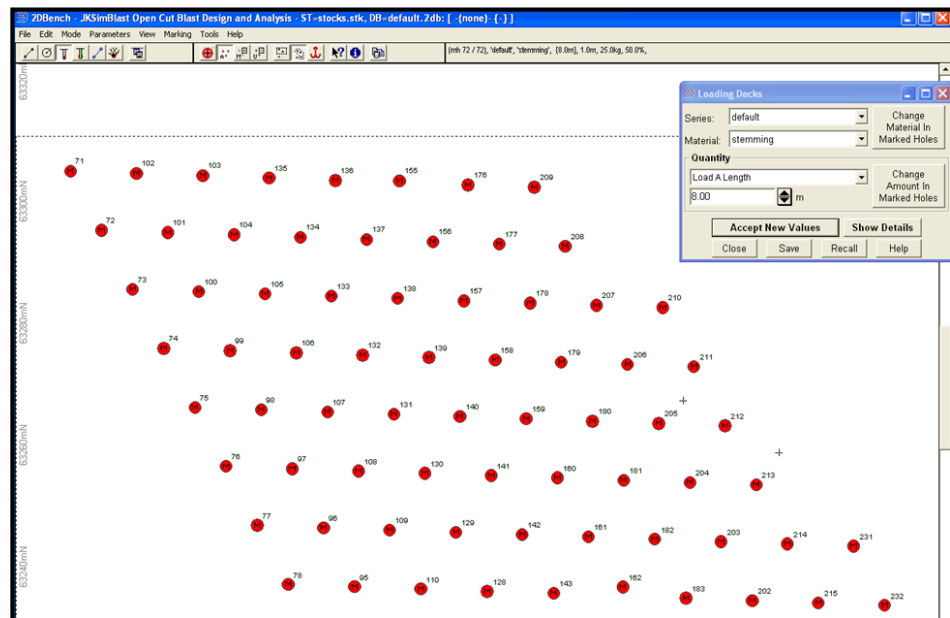 2DBench - JKSimBlast Open Cut Blast Design and Analysis - ST-stocks.stk, DB-default.2db: [ -(none)- {-} ]
File Edit Mode Parameters View Marking Tools Help
(mh 72 / 72), 'default', 'stemming', {8.0m}, 1.0m, 25.0kg, 50.0%,
63320mN
Loading Decks
Series: default
Change Material In Marked Holes
Material: stemming
Quantity
Load A Length
Change Amount In Marked Holes
8.00 m
Accept New Values Show Details
Close Save Recall Help
71 102 103 135 136 155 176 209
63300mN
72 101 104 134 137 156 177 208
73 100 105 133 138 157 178 207 210
63280mN
74 99 106 132 139 158 179 206 211
75 98 107 131 140 159 180 205 212
63260mN
76 97 108 130 141 160 181 204 213
77 96 109 129 142 161 182 203 214 231
63240mN
78 95 110 128 143 162 183 202 215 232